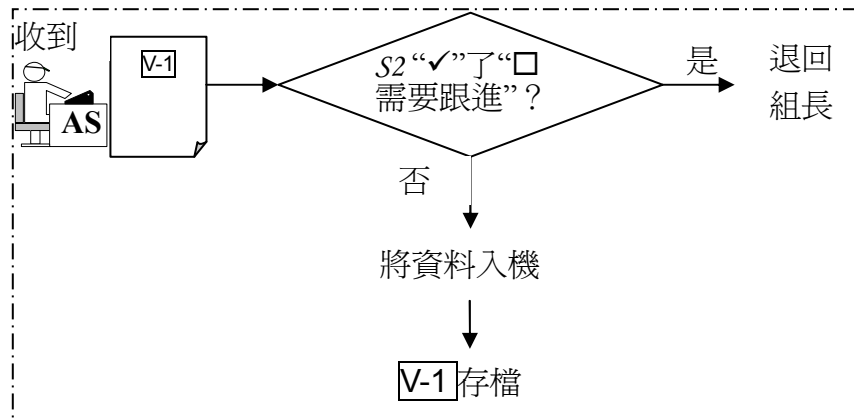 收到
AS
V-1
S2“✓”了“□
需要跟進”？
是
退回
組長
否
將資料入機
V-1 存檔